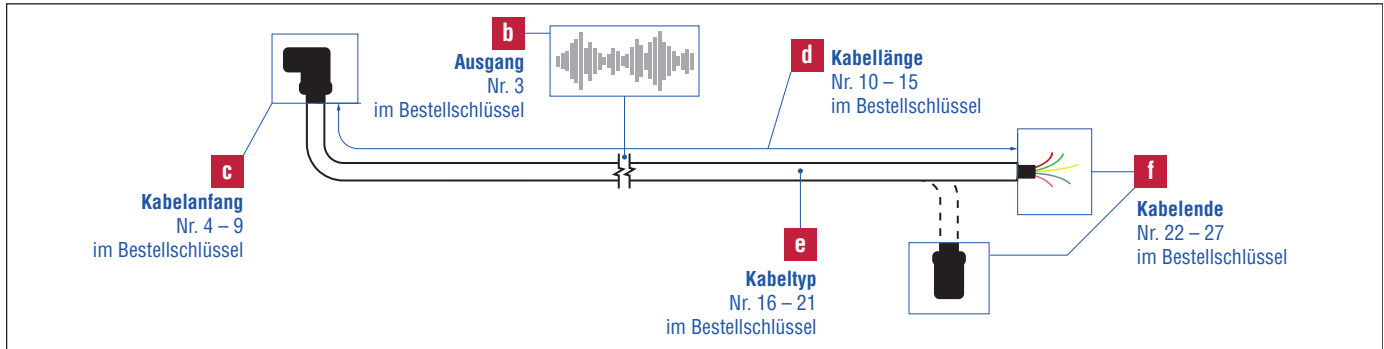 b
Ausgang
Nr. 3
im Bestellschlüssel
d
Kabellänge
Nr. 10 – 15
im Bestellschlüssel
c
Kabelanfang
Nr. 4 – 9
im Bestellschlüssel
e
Kabeltyp
Nr. 16 – 21
im Bestellschlüssel
f
Kabelende
Nr. 22 – 27
im Bestellschlüssel